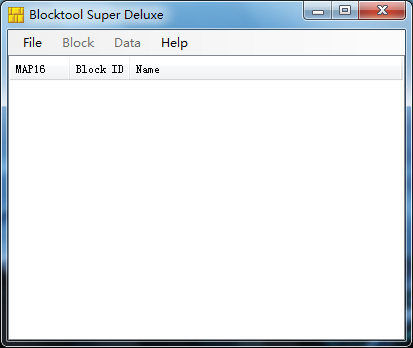 Blocktool Super Deluxe
File Block Data Help
MAP16 Block ID Name